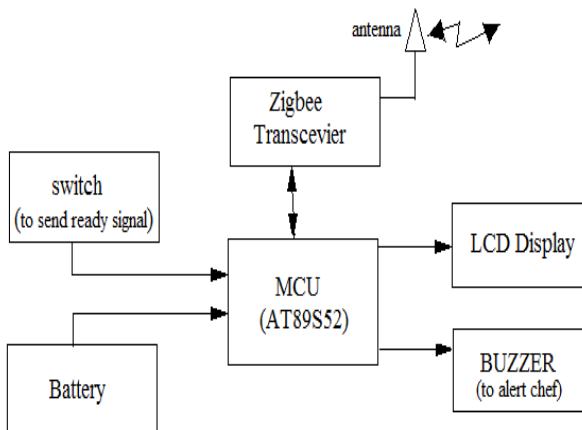 antenna
Zigbee
Transcevier
switch
(to send ready signal)
LCD Display
MCU
(AT89S52)
Battery
BUZZER
(to alert chef)